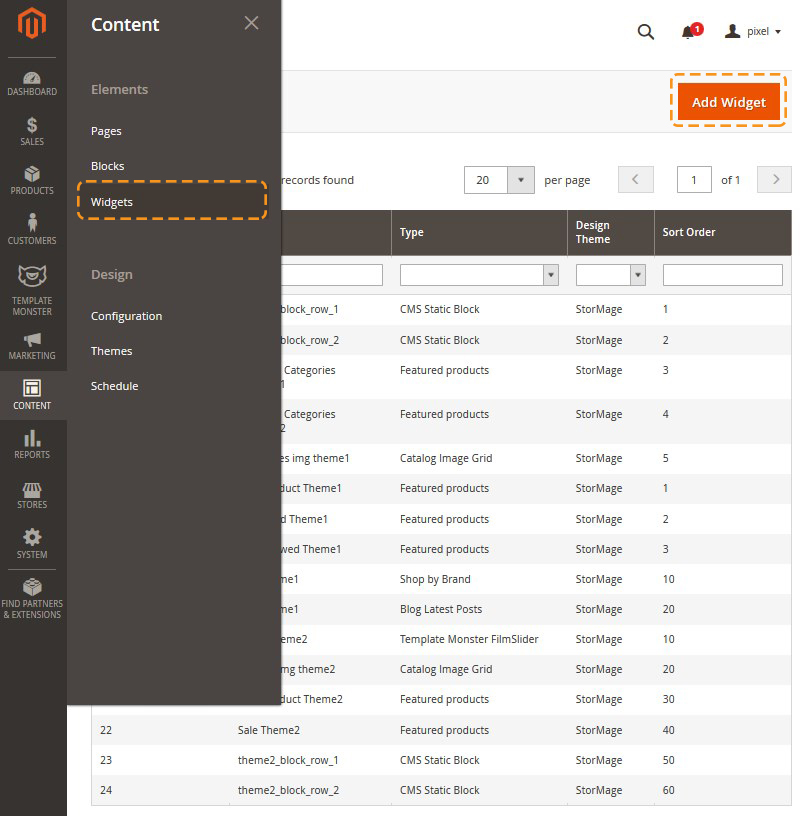 Content
Elements
Pages
Blocks
Widgets
Design
Configuration
Themes
Schedule
DASHBOARD
$
SALES
PRODUCTS
CUSTOMERS
TEMPLATE
MONSTER
MARKETING
CONTENT
REPORTS
STORES
SYSTEM
FIND PARTNERS
& EXTENSIONS
1
pixel
Add Widget
records found
20
per page
1
of 1
Type
Design
Theme
Sort Order
block_row_1 CMS Static Block StorMage 1
block_row_2 CMS Static Block StorMage 2
Categories Featured products StorMage 3
1
Categories Featured products StorMage 4
2
es img theme1 Catalog Image Grid StorMage 5
duct Theme1 Featured products StorMage 1
d Theme1 Featured products StorMage 2
wed Theme1 Featured products StorMage 3
me1 Shop by Brand StorMage 10
me1 Blog Latest Posts StorMage 20
eme2 Template Monster FilmSlider StorMage 10
mg theme2 Catalog Image Grid StorMage 20
duct Theme2 Featured products StorMage 30
22 Sale Theme2 Featured products StorMage 40
23 theme2_block_row_1 CMS Static Block StorMage 50
24 theme2_block_row_2 CMS Static Block StorMage 60